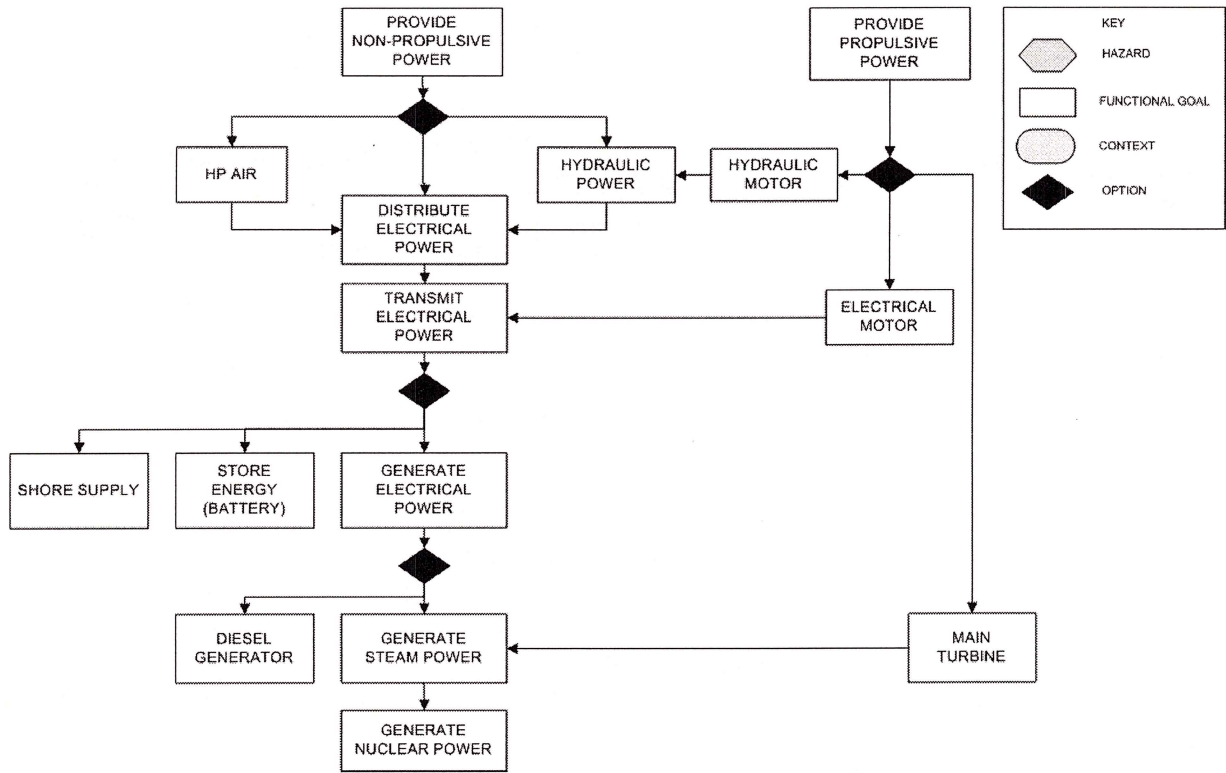 PROVIDE
NON-PROPULSIVE
POWER
PROVIDE
PROPULSIVE
POWER
KEY
HAZARD
FUNCTIONAL GOAL
CONTEXT
OPTION
HP AIR
HYDRAULIC
POWER
HYDRAULIC
MOTOR
DISTRIBUTE
ELECTRICAL
POWER
TRANSMIT
ELECTRICAL
POWER
ELECTRICAL
MOTOR
SHORE SUPPLY
STORE
ENERGY
(BATTERY)
GENERATE
ELECTRICAL
POWER
DIESEL
GENERATOR
GENERATE
STEAM POWER
MAIN
TURBINE
GENERATE
NUCLEAR POWER